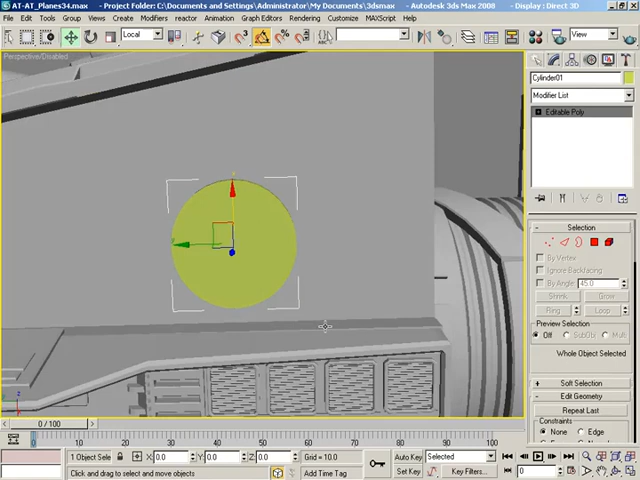 AT-AT_Planes34.max - Project Folder: C:\Documents and Settings\Administrator\My Documents\3dsmax - Autodesk 3ds Max 2008 - Display : Direct 3D
File Edit Tools Group Views Create Modifiers reactor Animation Graph Editors Rendering Customize MAXScript Help
Local View
Perspective/Disabled
Cylinder01
Modifier List
Editable Poly
Selection
By Vertex
Ignore Backfacing
By Angle: 45.0
Shrink Grow
Ring Loop
Preview Selection
Off SubObj Multi
Whole Object Selected
Soft Selection
Edit Geometry
Repeat Last
Constraints
None Edge
0 / 100
0 10 20 30 40 50 60 70 80 90 100
1 Object Sele X: 0.0 Y: 0.0 Z: 0.0 Grid = 10.0 Auto Key Selected
Click and drag to select and move objects Add Time Tag Set Key Key Filters... 0